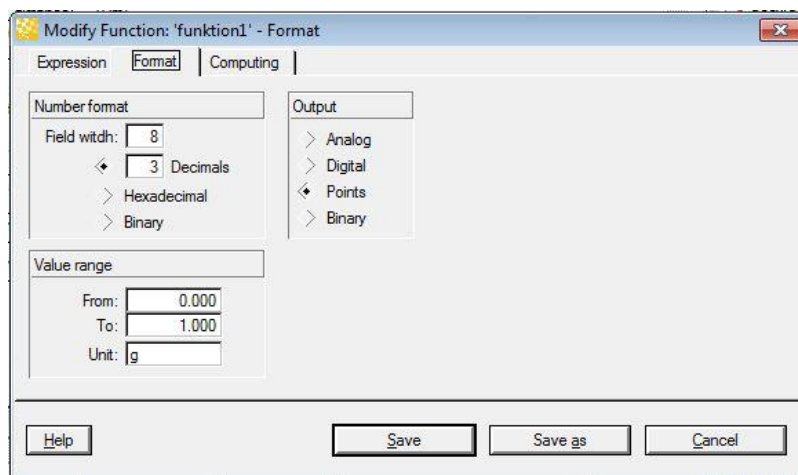 Modify Function: 'funktion1' - Format
Expression Format Computing
Number format
Field witdh: 8
3 Decimals
Hexadecimal
Binary
Output
Analog
Digital
Points
Binary
Value range
From: 0.000
To: 1.000
Unit: g
Help Save Save as Cancel